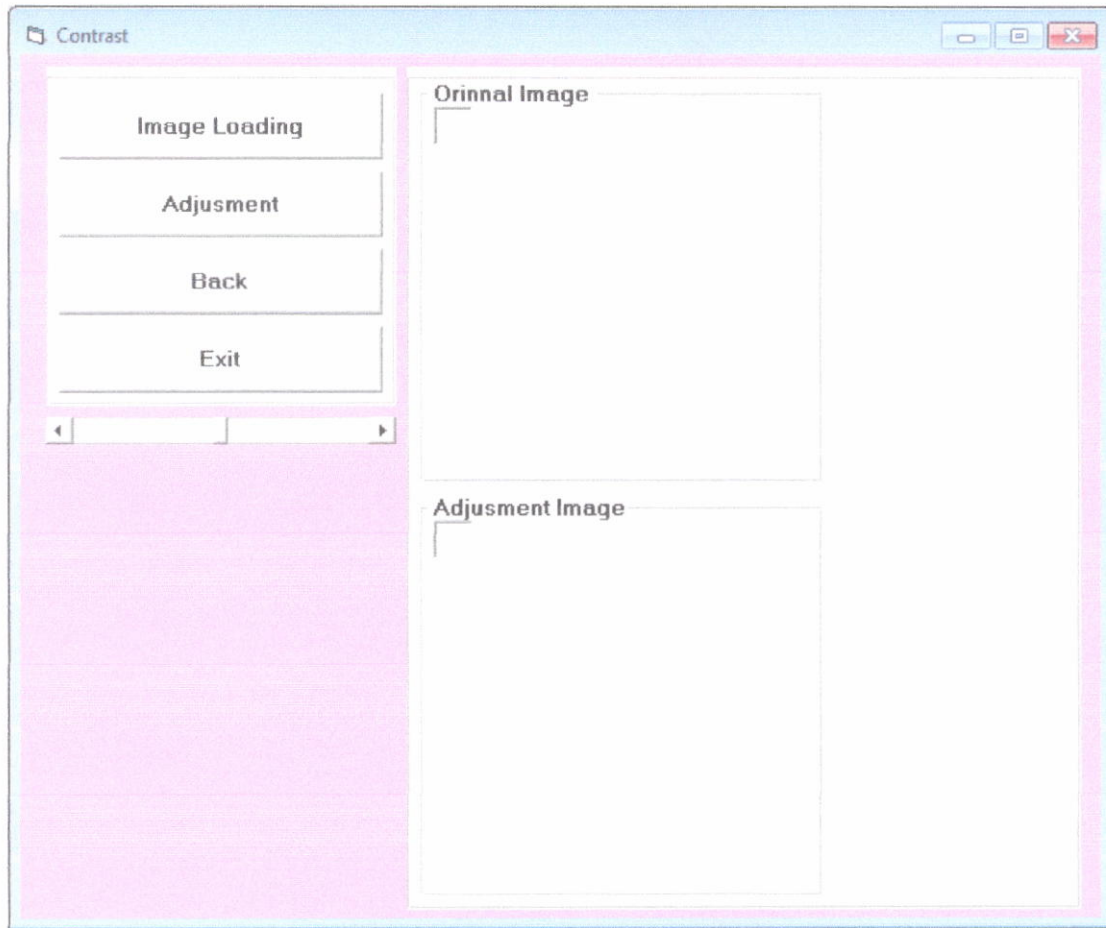 Contrast
Image Loading
Adjusment
Back
Exit
Orinnal Image
Adjusment Image